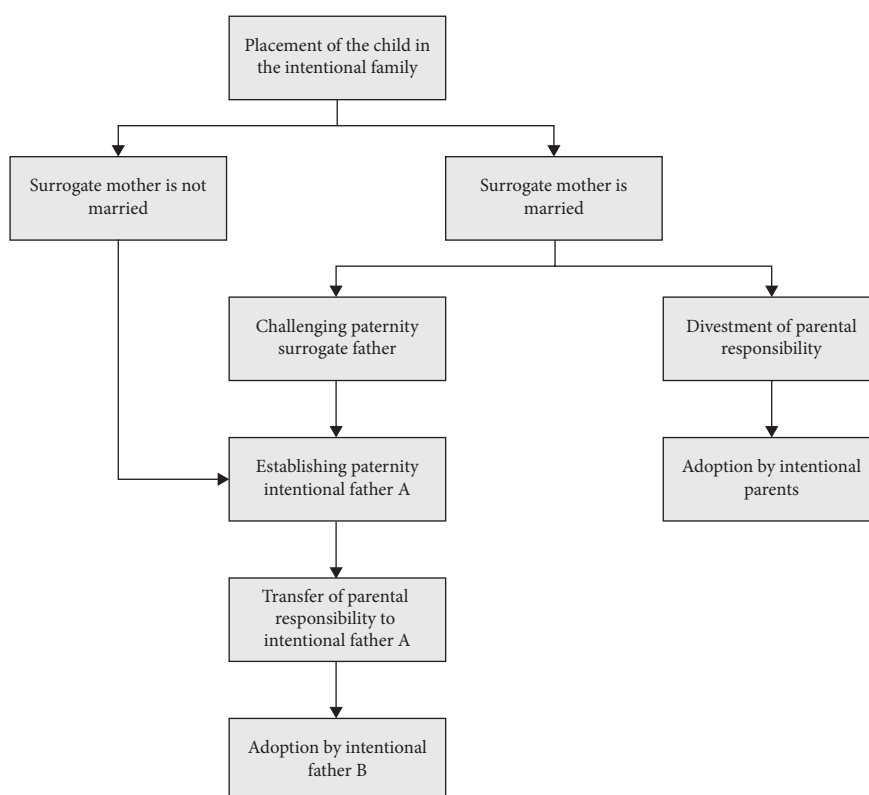 Placement of the child in
the intentional family
Surrogate mother is not
married
Surrogate mother is
married
Challenging paternity
surrogate father
Divestment of parental
responsibility
Establishing paternity
intentional father A
Adoption by intentional
parents
Transfer of parental
responsibility to
intentional father A
Adoption by intentional
father B